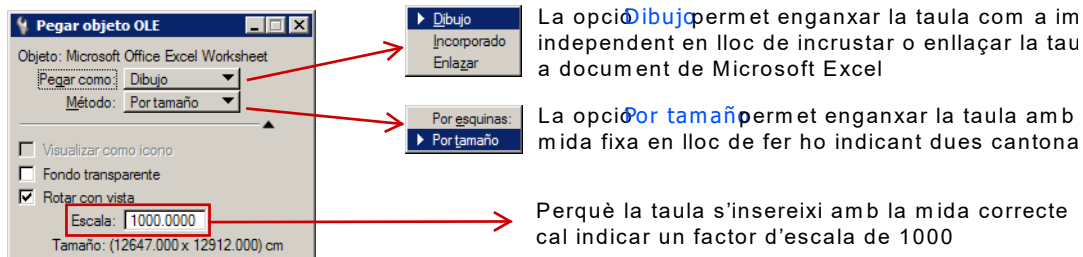 Pegar objeto OLE
Objeto: Microsoft Office Excel Worksheet
Pegar como: Dibujo
Método: Por tamaño
Visualizar como icono
Fondo transparente
Rotar con vista
Escala: 1000.0000
Tamaño: (12647.000 x 12912.000) cm
Dibujo
Incorporado
Enlazar
La opció Dibujo permet enganxar la taula com a im
independent en lloc de incrustar o enllaçar la tau
a document de Microsoft Excel
Por esquinas:
Por tamaño
La opció Por tamaño permet enganxar la taula amb
mida fixa en lloc de fer ho indicant dues cantona
Perquè la taula s'insereixi amb la mida correcte
cal indicar un factor d'escala de 1000